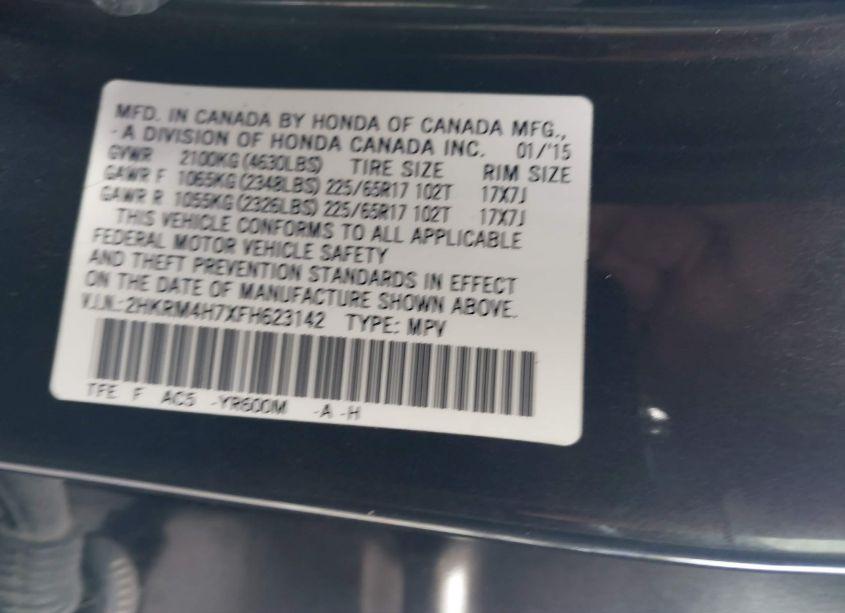 MFD. IN CANADA BY HONDA OF CANADA MFG.,
- A DIVISION OF HONDA CANADA INC. 01/'15
GVWR 2100KG(4630LBS) TIRE SIZE RIM SIZE
GAWR F 1065KG(2348LBS) 225/65R17 102T 17X7J
GAWR R 1055KG(2326LBS) 225/65R17 102T 17X7J
THIS VEHICLE CONFORMS TO ALL APPLICABLE
FEDERAL MOTOR VEHICLE SAFETY
AND THEFT PREVENTION STANDARDS IN EFFECT
ON THE DATE OF MANUFACTURE SHOWN ABOVE.
V.I.N.:2HKRM4H7XFH623142 TYPE: MPV
TFE F AC5 -YR600M -A -H